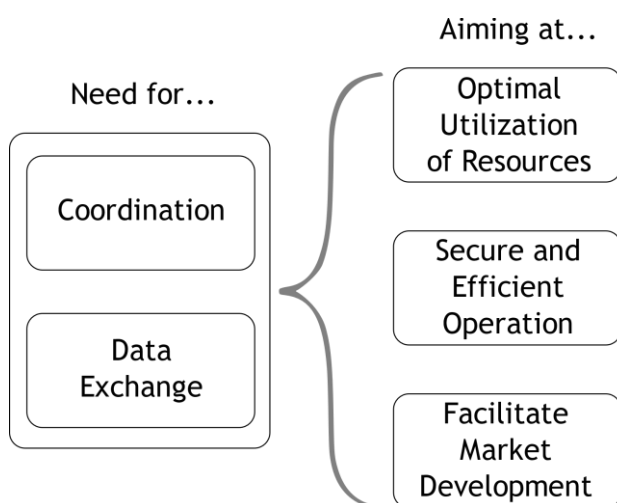 Need for...
Coordination
Data
Exchange
Aiming at...
Optimal
Utilization
of Resources
Secure and
Efficient
Operation
Facilitate
Market
Development